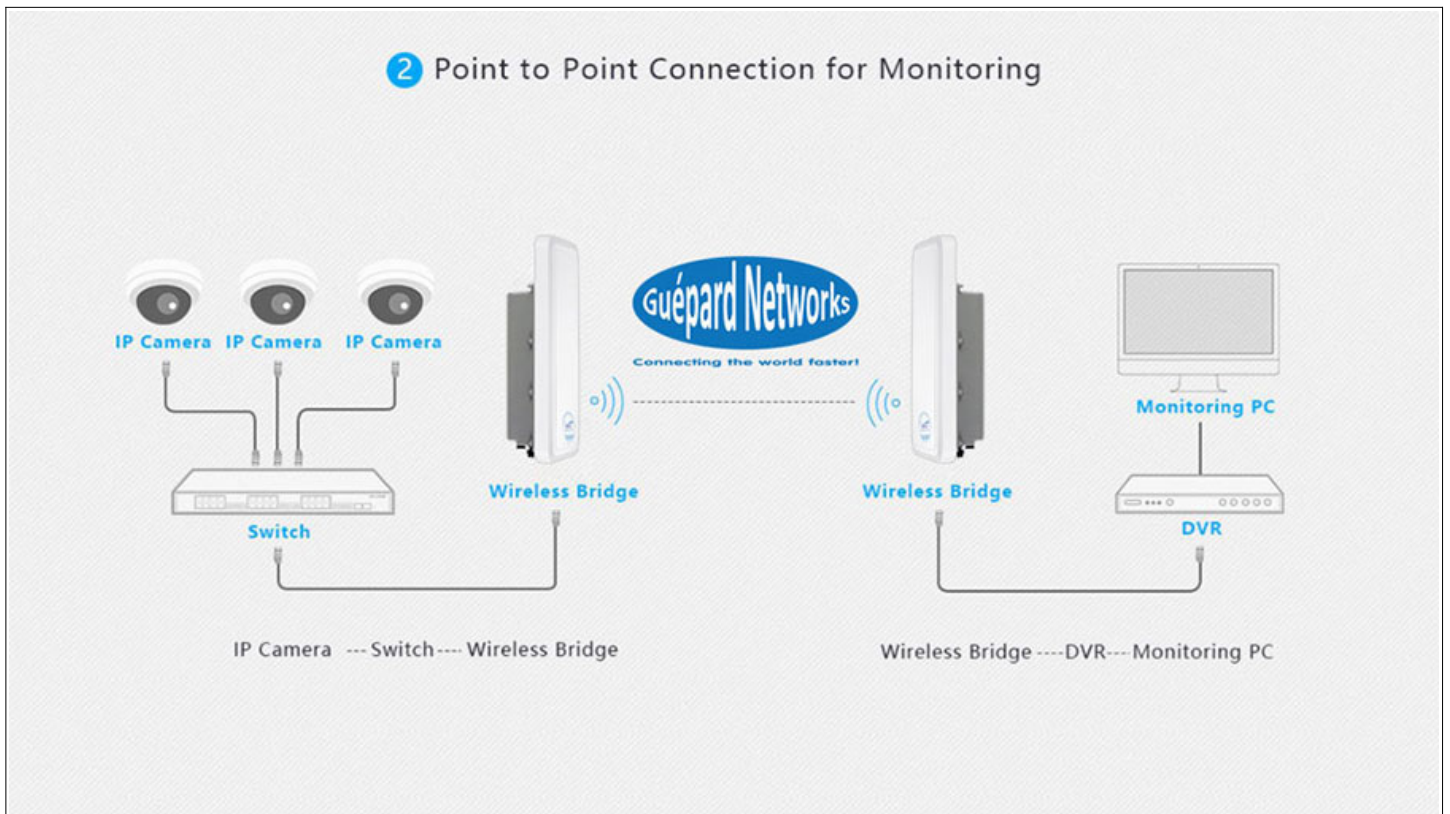 2 Point to Point Connection for Monitoring
Guépard Networks
Connecting the world faster!
IP Camera IP Camera IP Camera
Monitoring PC
Wireless Bridge
Wireless Bridge
Switch
DVR
IP Camera --- Switch---- Wireless Bridge
Wireless Bridge ----DVR--- Monitoring PC